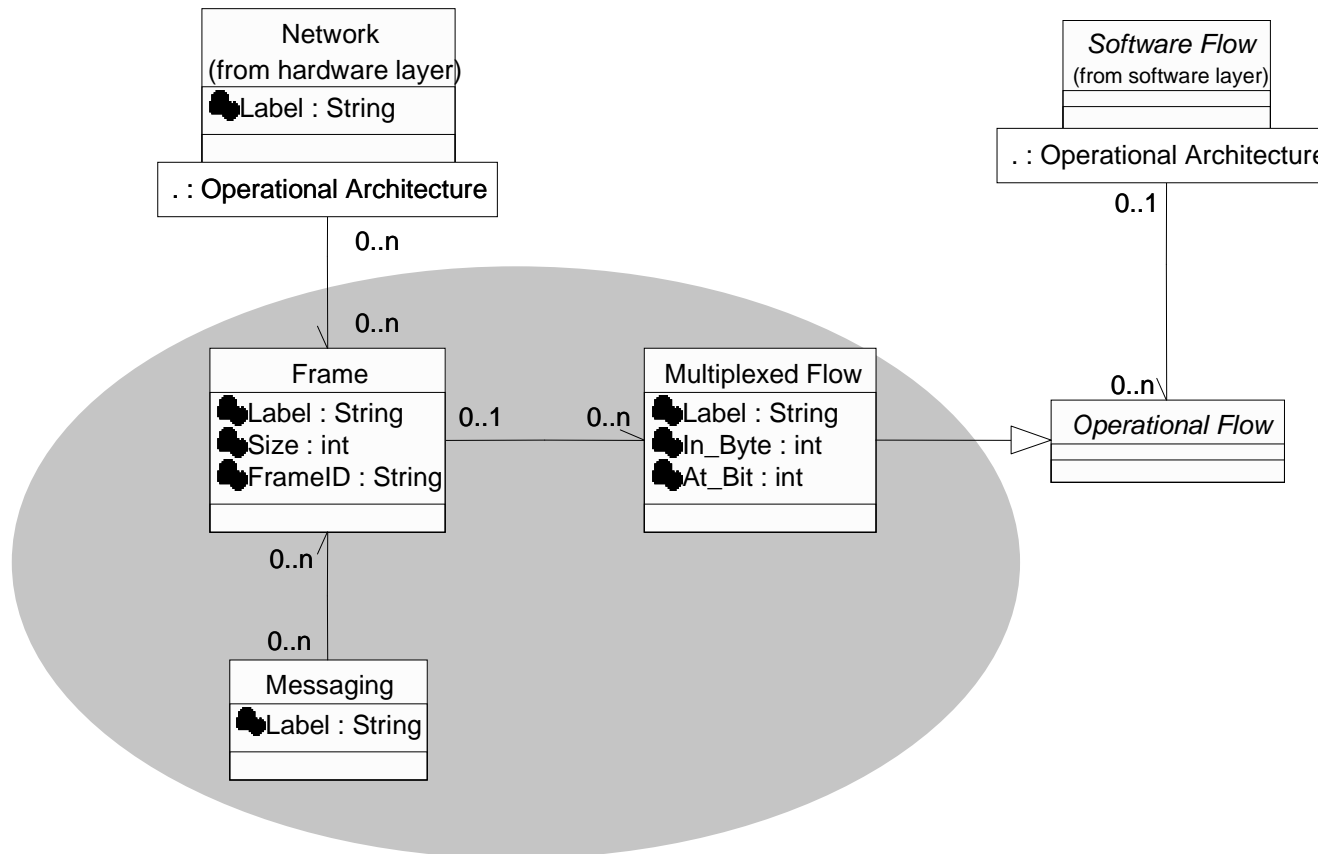 Network
(from hardware layer)
Label : String
. : Operational Architecture
Software Flow
(from software layer)
. : Operational Architecture
0..n
0..1
0..n
Frame
Label : String
Size : int
FrameID : String
0..1
0..n
Multiplexed Flow
Label : String
In_Byte : int
At_Bit : int
0..n
Operational Flow
0..n
0..n
Messaging
Label : String